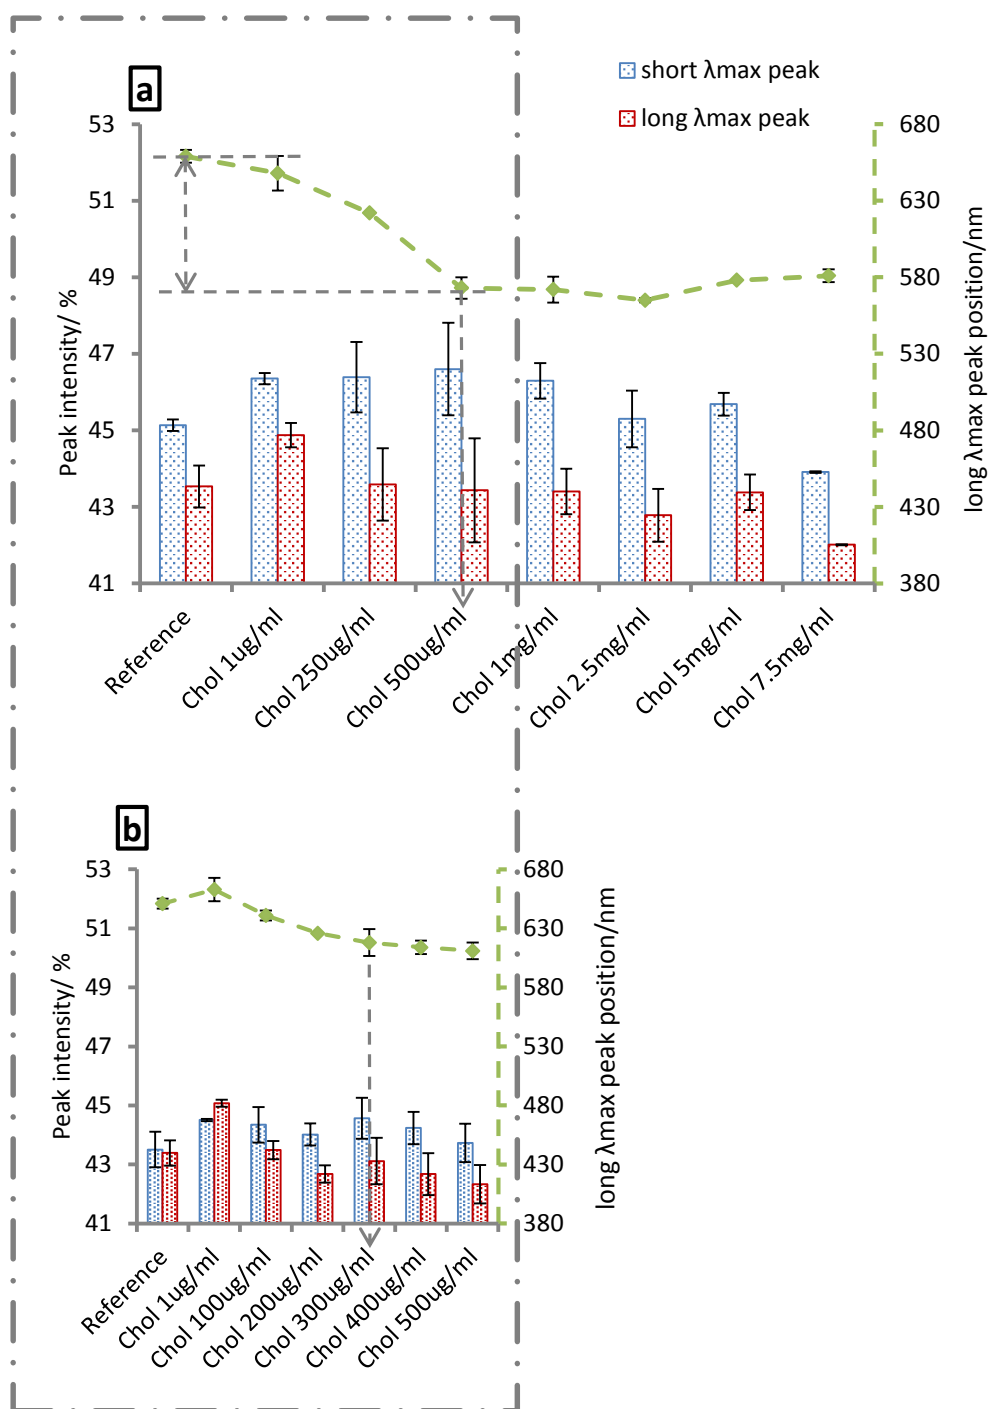 a
short λmax peak
long λmax peak
53
51
49
47
45
43
41
Peak intensity/ %
680
630
580
530
480
430
380
long λmax peak position/nm
Reference
Chol 1ug/ml
Chol 250ug/ml
Chol 500ug/ml
Chol 1mg/ml
Chol 2.5mg/ml
Chol 5mg/ml
Chol 7.5mg/ml
b
53
51
49
47
45
43
41
Peak intensity/ %
680
630
580
530
480
430
380
long λmax peak position/nm
Reference
Chol 1ug/ml
Chol 100ug/ml
Chol 200ug/ml
Chol 300ug/ml
Chol 400ug/ml
Chol 500ug/ml